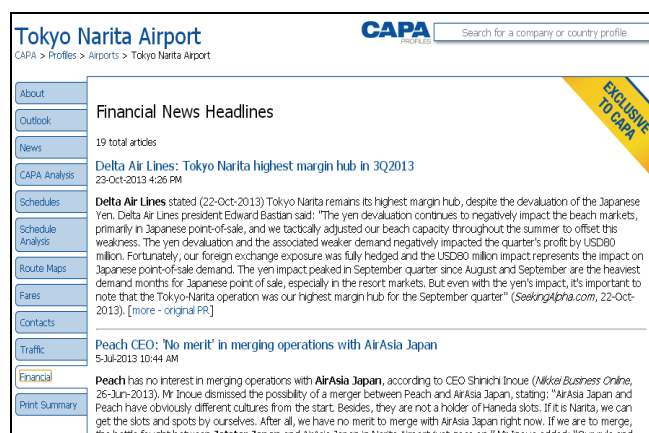 Tokyo Narita Airport
CAPA
PROFILES
Search for a company or country profile
CAPA > Profiles > Airports > Tokyo Narita Airport
About
Outlook
News
CAPA Analysis
Schedules
Schedule
Analysis
Route Maps
Fares
Contacts
Traffic
Financial
Print Summary
EXCLUSIVE
TO CAPA
Financial News Headlines
19 total articles
Delta Air Lines: Tokyo Narita highest margin hub in 3Q2013
23-Oct-2013 4:26 PM
Delta Air Lines stated (22-Oct-2013) Tokyo Narita remains its highest margin hub, despite the devaluation of the Japanese
Yen. Delta Air Lines president Edward Bastian said: "The yen devaluation continues to negatively impact the beach markets,
primarily in Japanese point-of-sale, and we tactically adjusted our beach capacity throughout the summer to offset this
weakness. The yen devaluation and the associated weaker demand negatively impacted the quarter's profit by USD80
million. Fortunately, our foreign exchange exposure was fully hedged and the USD80 million impact represents the impact on
Japanese point-of-sale demand. The yen impact peaked in September quarter since August and September are the heaviest
demand months for Japanese point of sale, especially in the resort markets. But even with the yen's impact, it's important to
note that the Tokyo-Narita operation was our highest margin hub for the September quarter" (SeekingAlpha.com, 22-Oct-
2013). [more - original PR]
Peach CEO: 'No merit' in merging operations with AirAsia Japan
5-Jul-2013 10:44 AM
Peach has no interest in merging operations with AirAsia Japan, according to CEO Shinichi Inoue (Nikkei Business Online,
26-Jun-2013). Mr Inoue dismissed the possibility of a merger between Peach and AirAsia Japan, stating: "AirAsia Japan and
Peach have obviously different cultures from the start. Besides, they are not a holder of Haneda slots. If it is Narita, we can
get the slots and spots by ourselves. After all, we have no merit to merge with AirAsia Japan right now. If we are to merge,